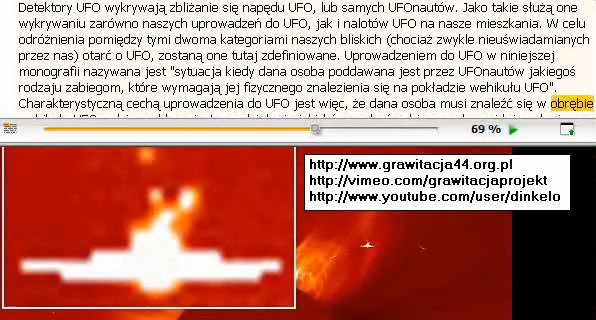 Detektory UFO wykrywają zbliżanie się napędu UFO, lub samych UFOnautów. Jako takie służą one
wykrywaniu zarówno naszych uprowadzeń do UFO, jak i nalotów UFO na nasze mieszkania. W celu
odróżnienia pomiędzy tymi dwoma kategoriami naszych bliskich (chociaż zwykle nieuświadamianych
przez nas) otarć o UFO, zostaną one tutaj zdefiniowane. Uprowadzeniem do UFO w niniejszej
monografii nazywana jest "sytuacja kiedy dana osoba poddawana jest przez UFOnautów jakiegoś
rodzaju zabiegom, które wymagają jej fizycznego znalezienia się na pokładzie wehikułu UFO".
Charakterystyczną cechą uprowadzenia do UFO jest więc, że dana osoba musi znaleźć się w obrębie
69 %
http://www.grawitacja44.org.pl
http://vimeo.com/grawitacjaprojekt
http://www.youtube.com/user/dinkelo